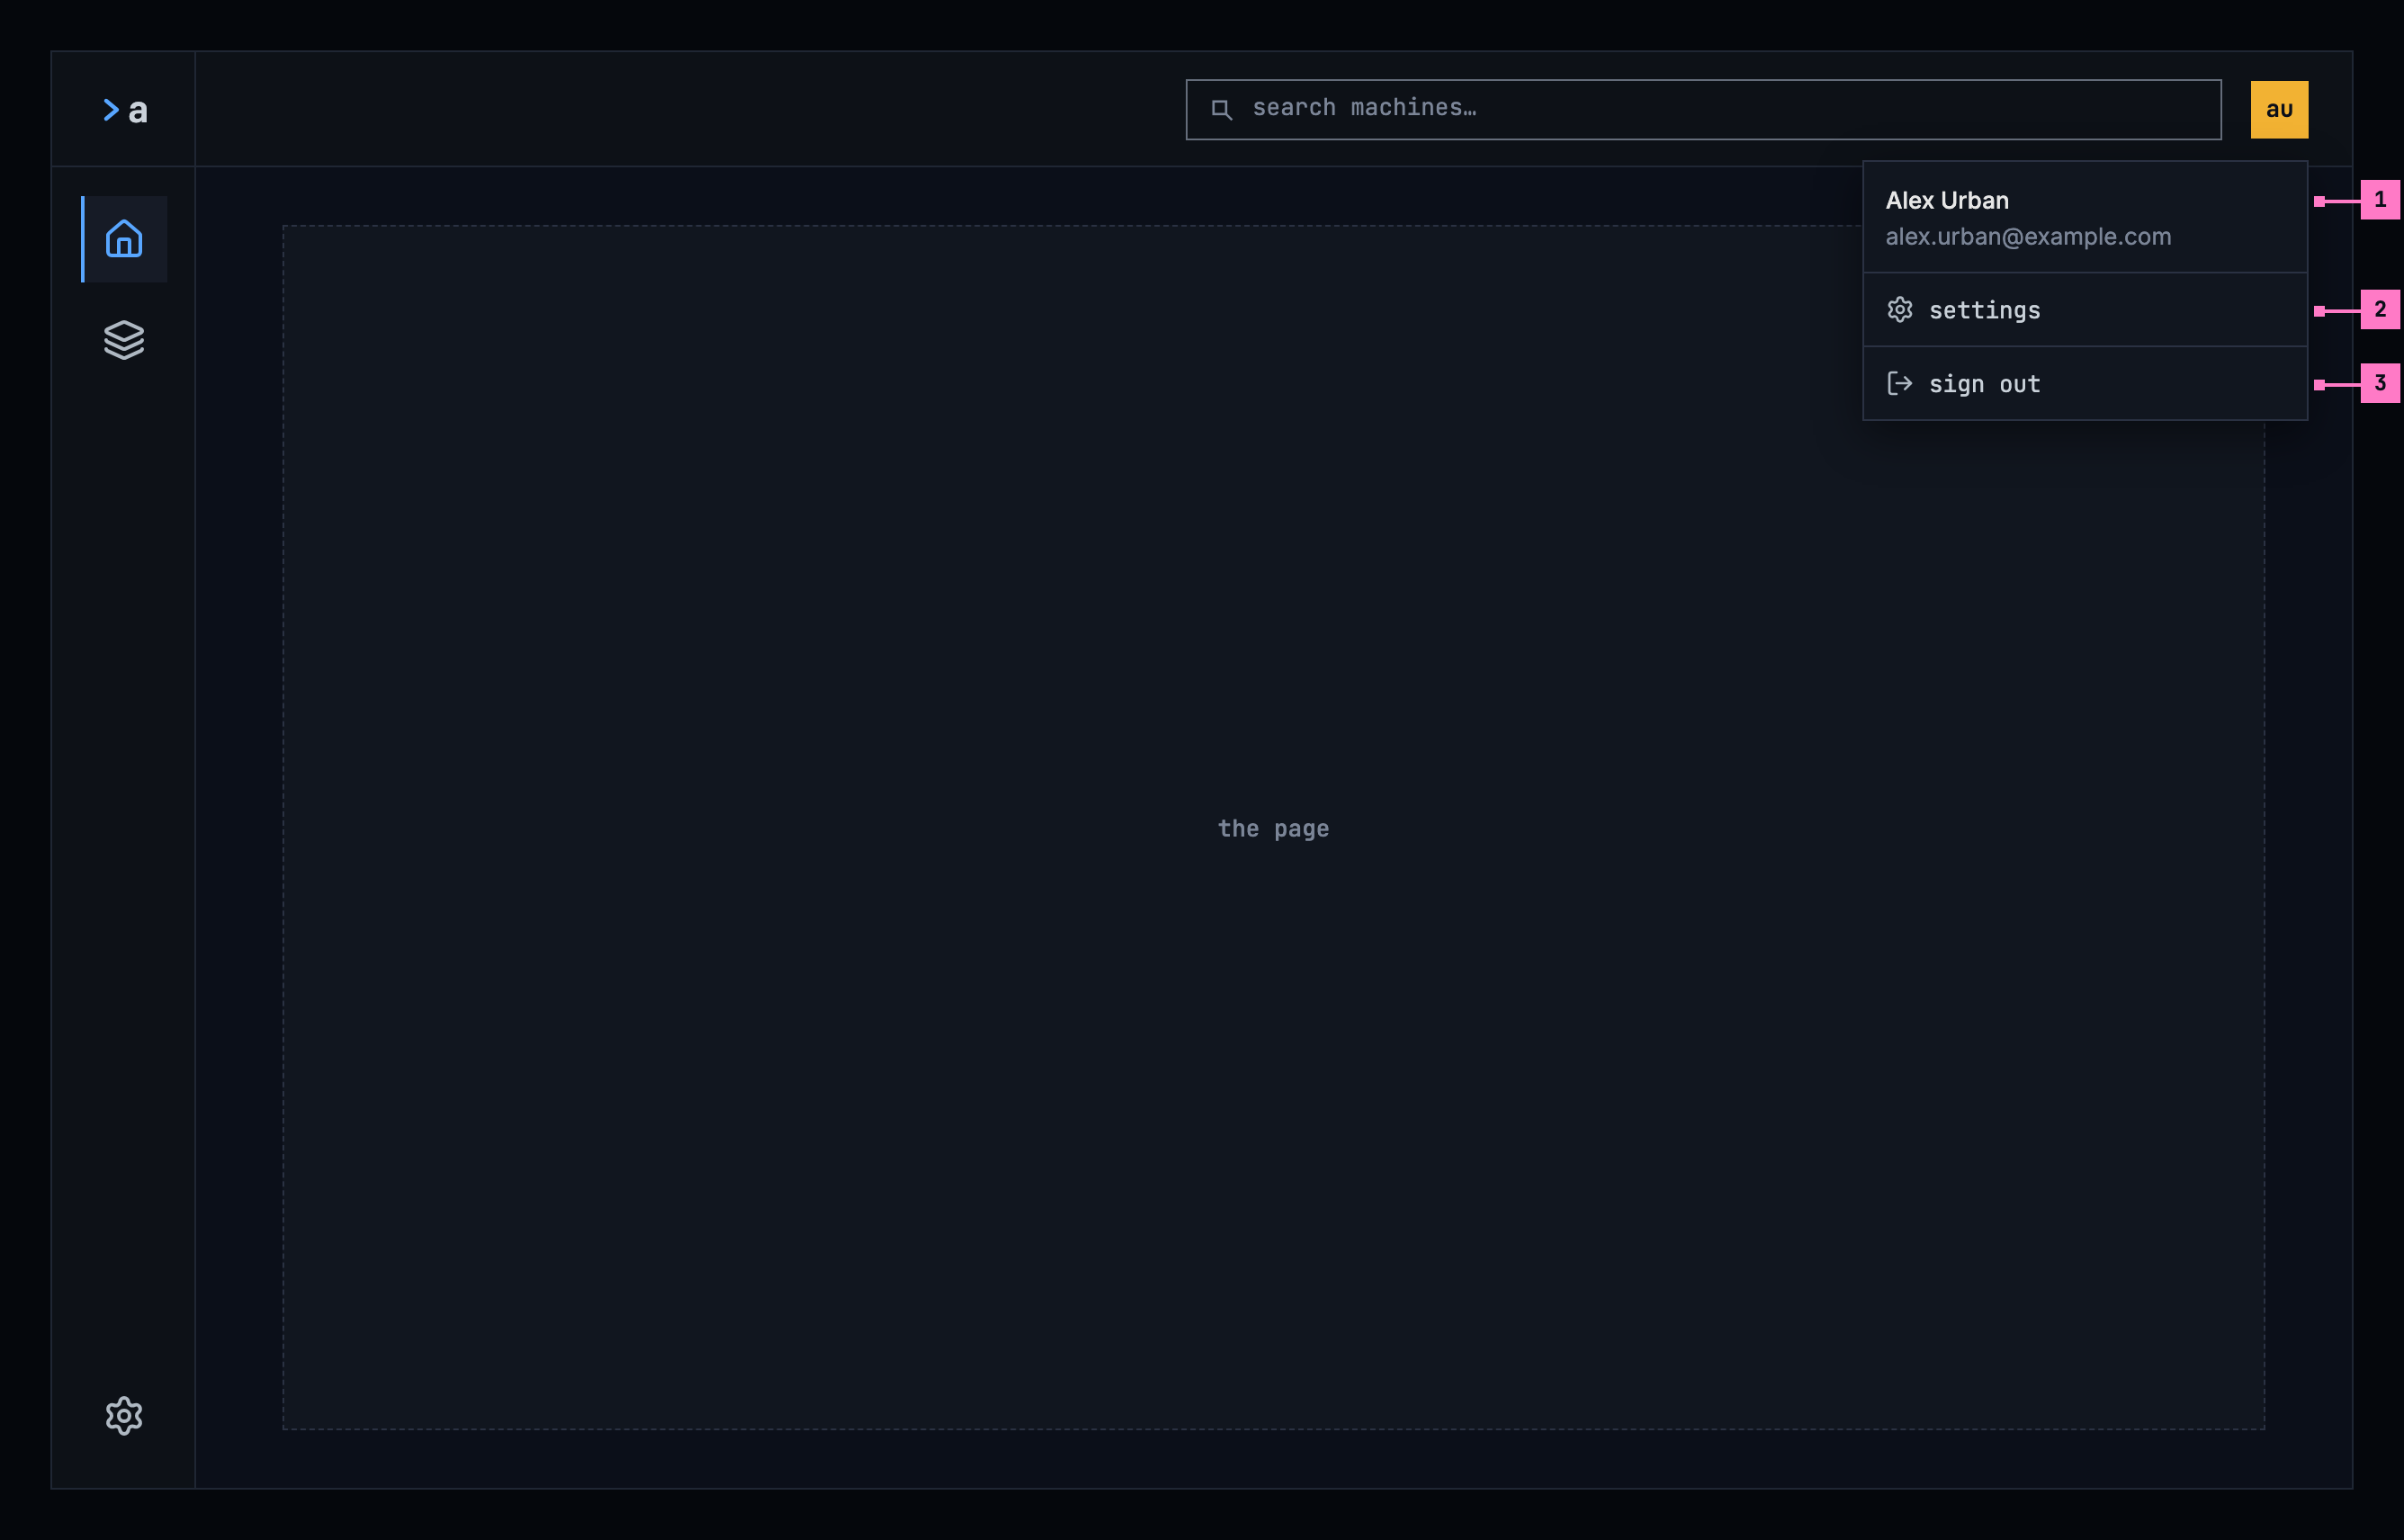 >a
search machines…
au
Alex Urban
1
alex.urban@example.com
settings
2
sign out
3
the page